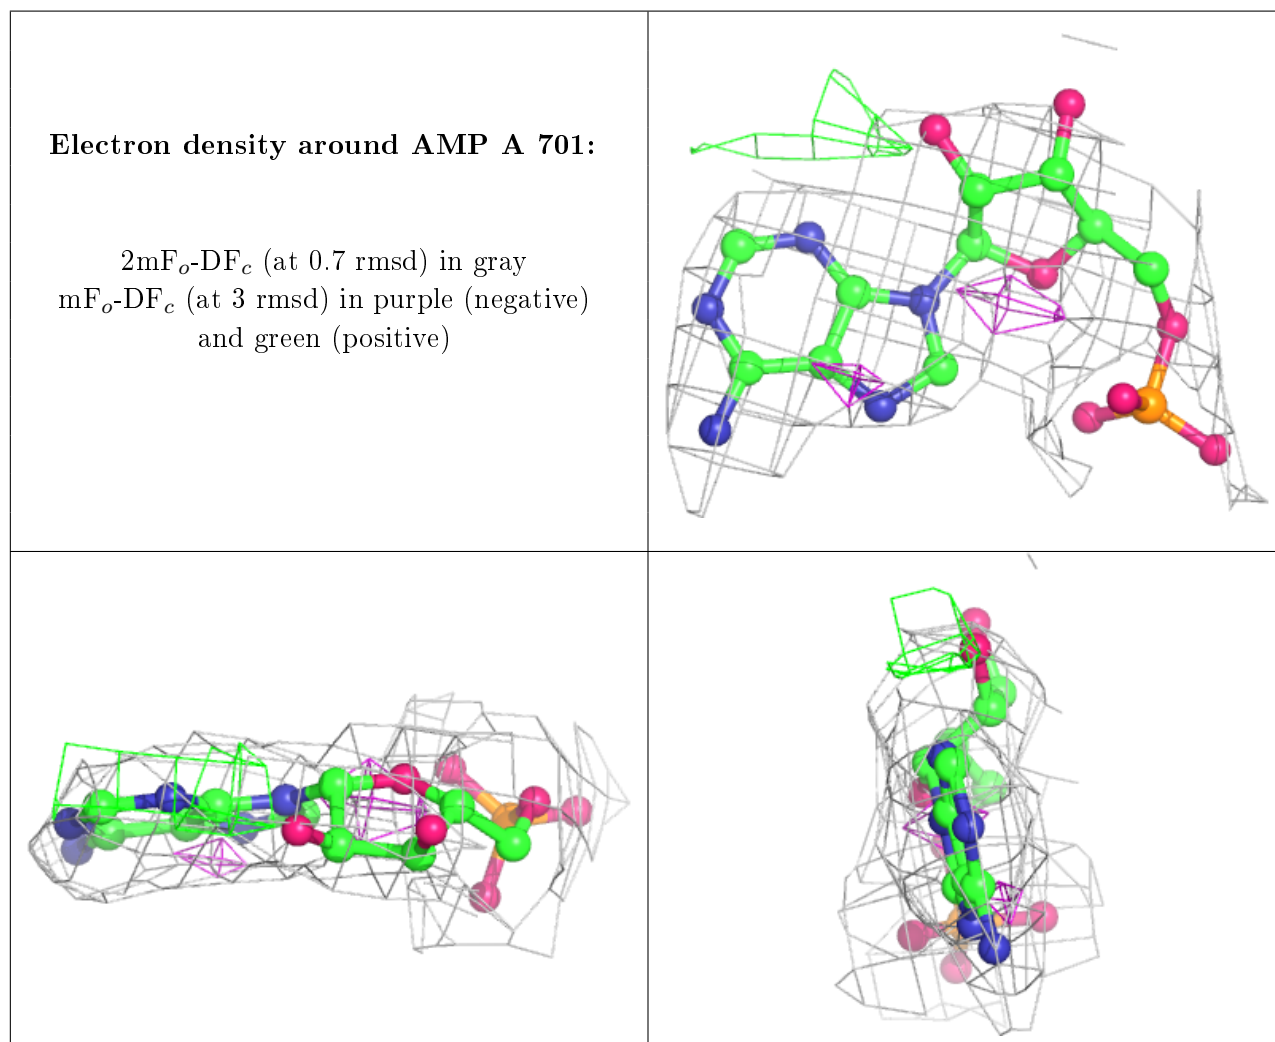 Electron density around AMP A 701:
2mFo-DFc (at 0.7 rmsd) in gray
mFo-DFc (at 3 rmsd) in purple (negative)
and green (positive)